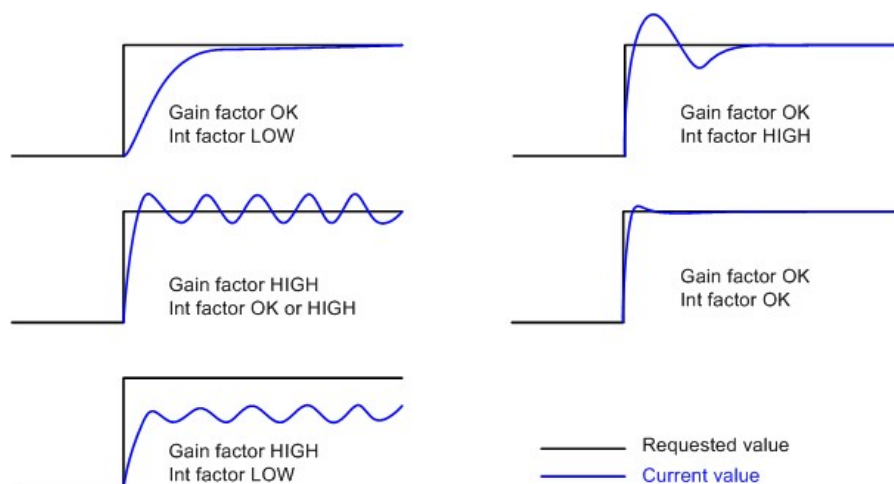 Gain factor OK
Int factor LOW
Gain factor OK
Int factor HIGH
Gain factor HIGH
Int factor OK or HIGH
Gain factor OK
Int factor OK
Gain factor HIGH
Int factor LOW
Requested value
Current value